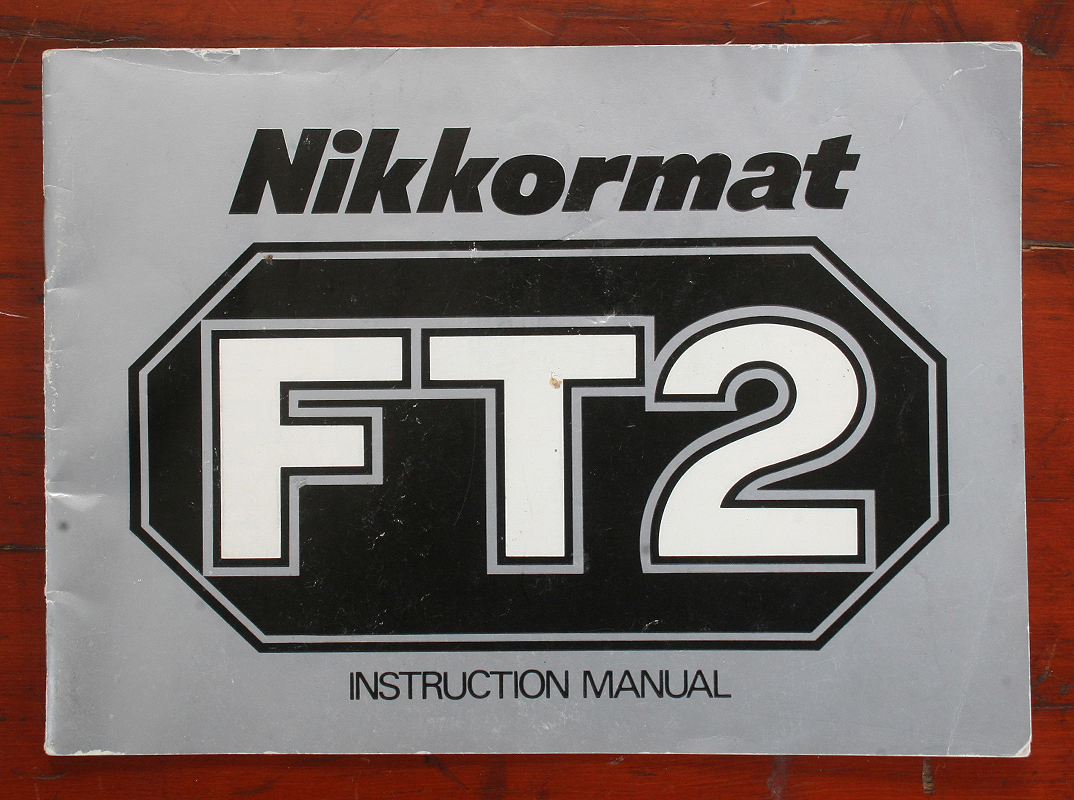 Nikkormat
FT2
INSTRUCTION MANUAL